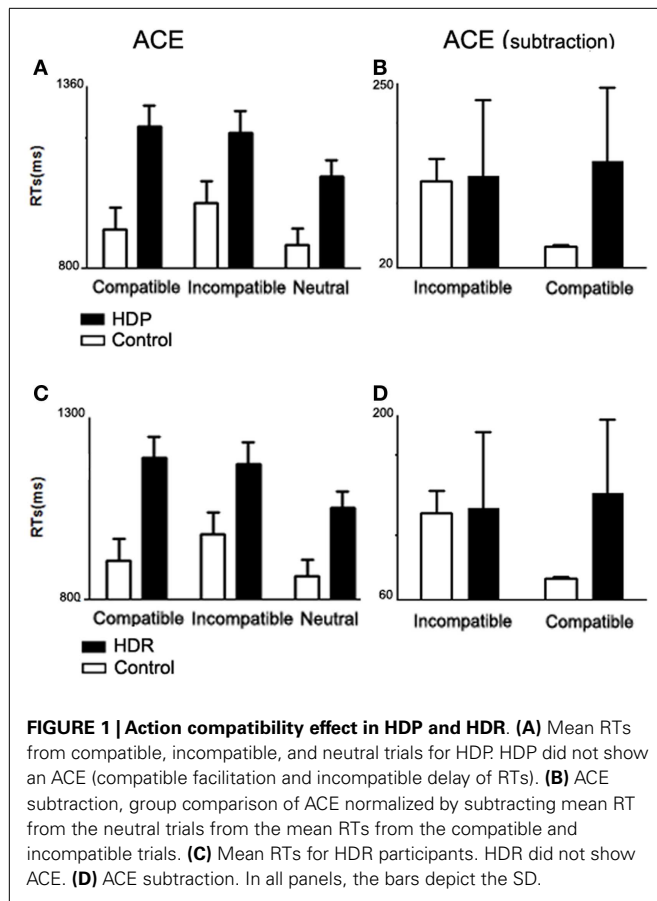 ACE
ACE (subtraction)
A
1360
RTs(ms)
800
Compatible Incompatible Neutral
HDP
Control
B
250
20
Incompatible Compatible
C
1300
RTs(ms)
800
Compatible Incompatible Neutral
HDR
Control
D
200
60
Incompatible Compatible
FIGURE 1 | Action compatibility effect in HDP and HDR. (A) Mean RTs
from compatible, incompatible, and neutral trials for HDP. HDP did not show
an ACE (compatible facilitation and incompatible delay of RTs). (B) ACE
subtraction, group comparison of ACE normalized by subtracting mean RT
from the neutral trials from the mean RTs from the compatible and
incompatible trials. (C) Mean RTs for HDR participants. HDR did not show
ACE. (D) ACE subtraction. In all panels, the bars depict the SD.